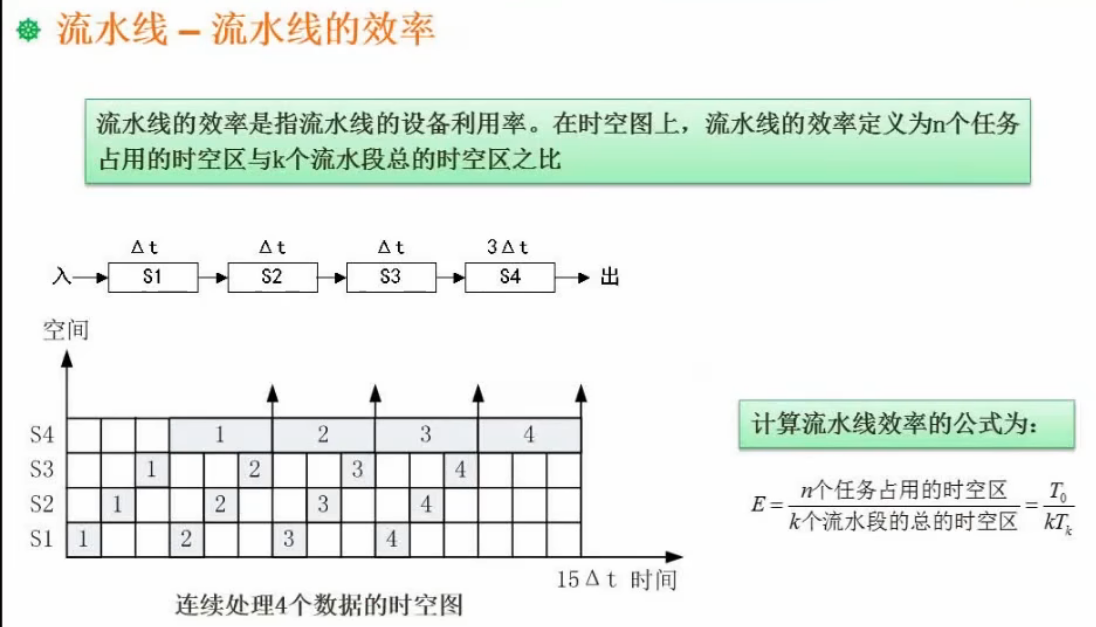 流水线 – 流水线的效率
流水线的效率是指流水线的设备利用率。在时空图上，流水线的效率定义为n个任务
占用的时空区与k个流水段总的时空区之比
Δt Δt Δt 3Δt
入 S1 S2 S3 S4 出
空间
S4 1 2 3 4
S3 1 2 3 4
S2 1 2 3 4
S1 1 2 3 4
15Δt 时间
连续处理4个数据的时空图
计算流水线效率的公式为：
E = n个任务占用的时空区 / k个流水段的总的时空区 = T₀ / kTₖ